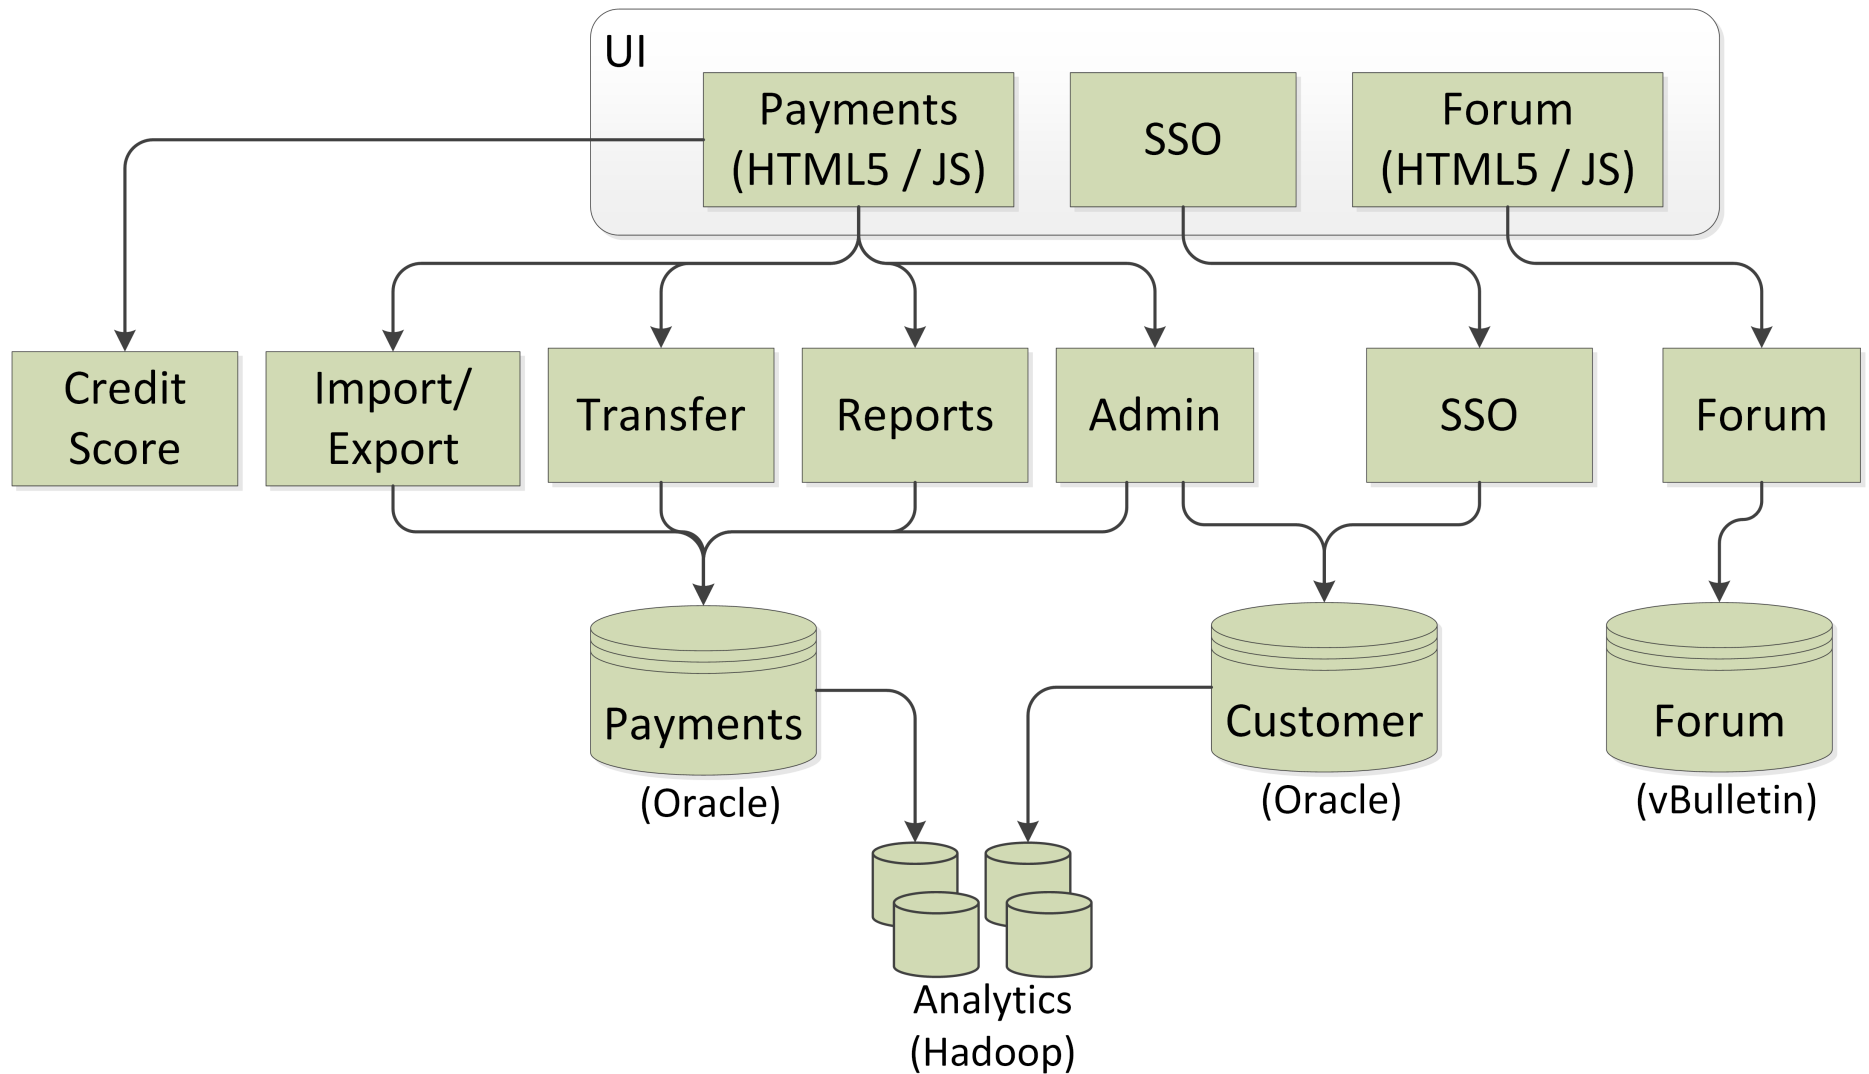 UI
Payments
(HTML5 / JS)
SSO
Forum
(HTML5 / JS)
Credit
Score
Import/
Export
Transfer
Reports
Admin
SSO
Forum
Payments
(Oracle)
Customer
(Oracle)
Forum
(vBulletin)
Analytics
(Hadoop)